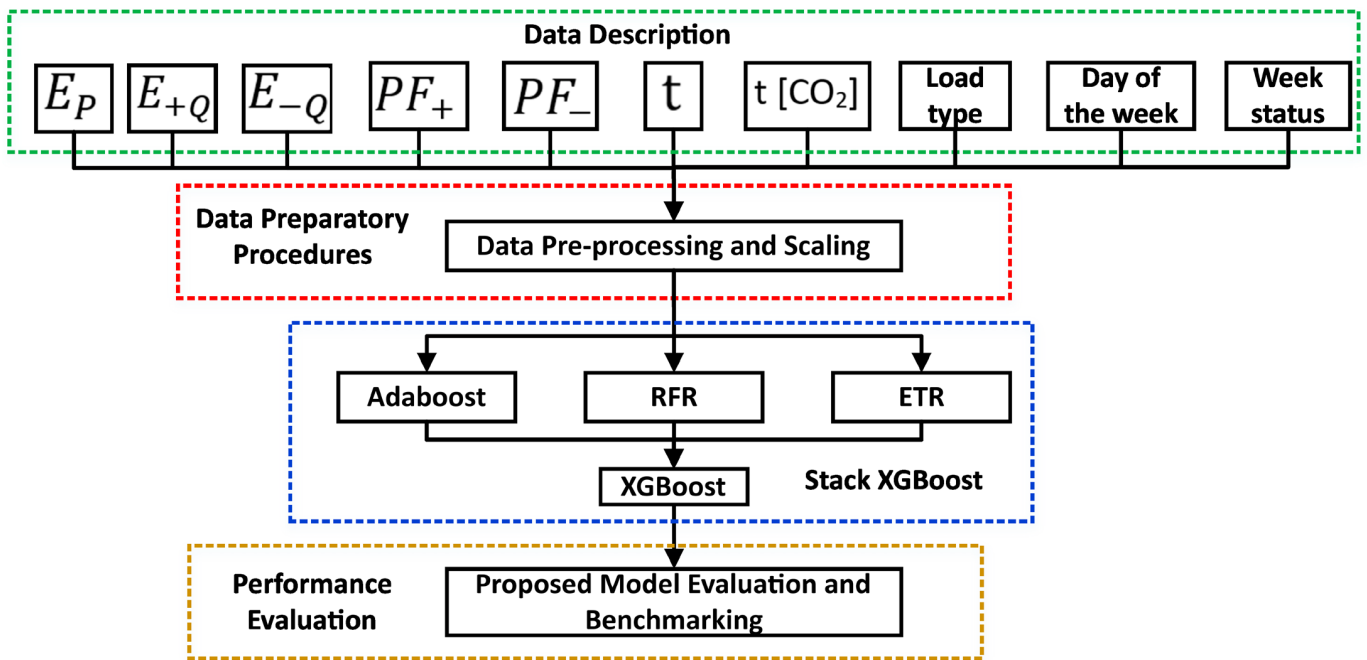 Data Description
E_P E_{+Q} E_{-Q} PF_+ PF_- t t [CO₂] Load type Day of the week Week status
Data Preparatory
Procedures
Data Pre-processing and Scaling
Adaboost RFR ETR
XGBoost
Stack XGBoost
Performance
Evaluation
Proposed Model Evaluation and
Benchmarking